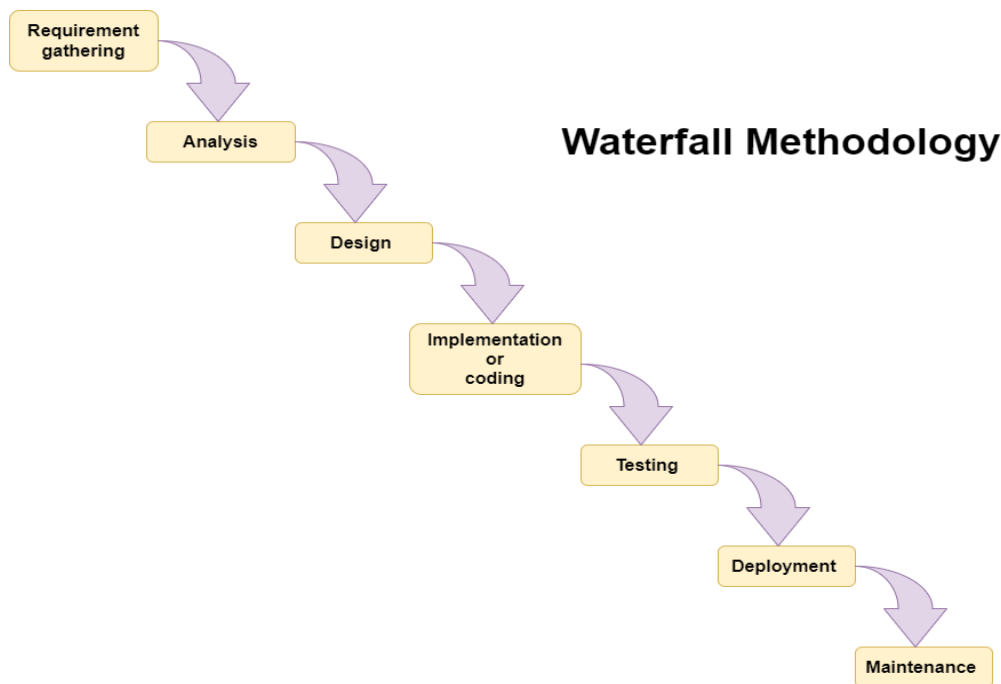 Requirement
gathering
Analysis
Waterfall Methodology
Design
Implementation
or
coding
Testing
Deployment
Maintenance